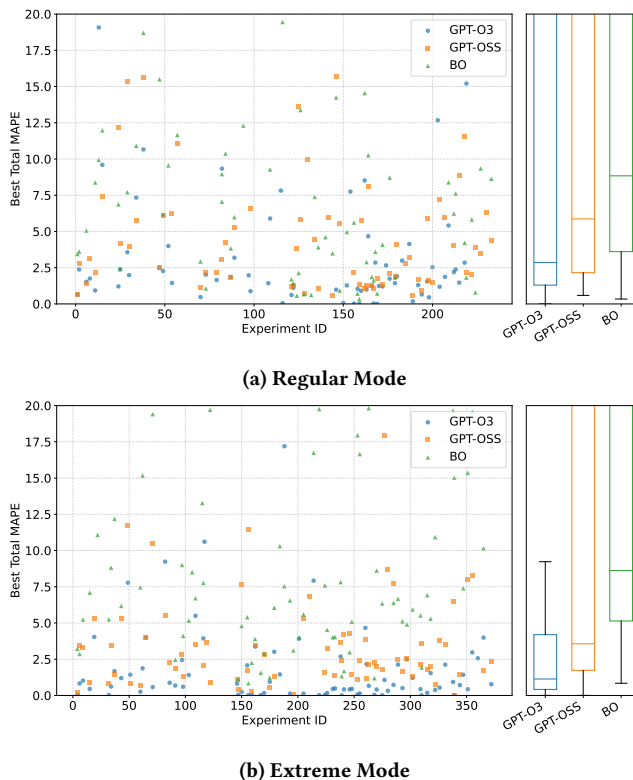 20.0
17.5
15.0
12.5
10.0
7.5
5.0
2.5
0.0
Best Total MAPE
GPT-O3
GPT-OSS
BO
0 50 100 150 200
Experiment ID
GPT-O3 GPT-OSS BO
(a) Regular Mode
20.0
17.5
15.0
12.5
10.0
7.5
5.0
2.5
0.0
Best Total MAPE
GPT-O3
GPT-OSS
BO
0 50 100 150 200 250 300 350
Experiment ID
GPT-O3 GPT-OSS BO
(b) Extreme Mode